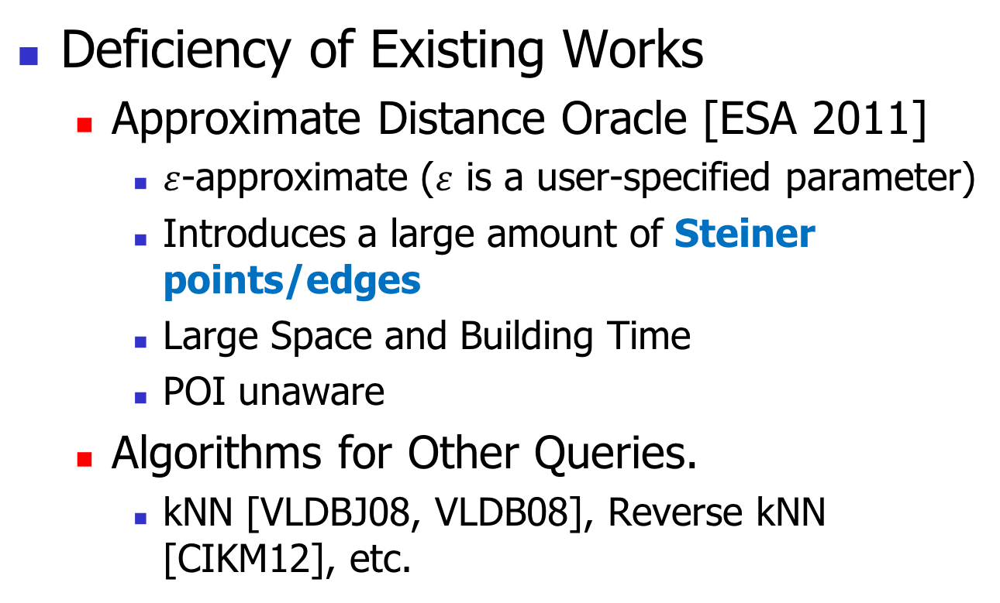 Deficiency of Existing Works
Approximate Distance Oracle [ESA 2011]
ε-approximate (ε is a user-specified parameter)
Introduces a large amount of Steiner
points/edges
Large Space and Building Time
POI unaware
Algorithms for Other Queries.
kNN [VLDBJ08, VLDB08], Reverse kNN
[CIKM12], etc.